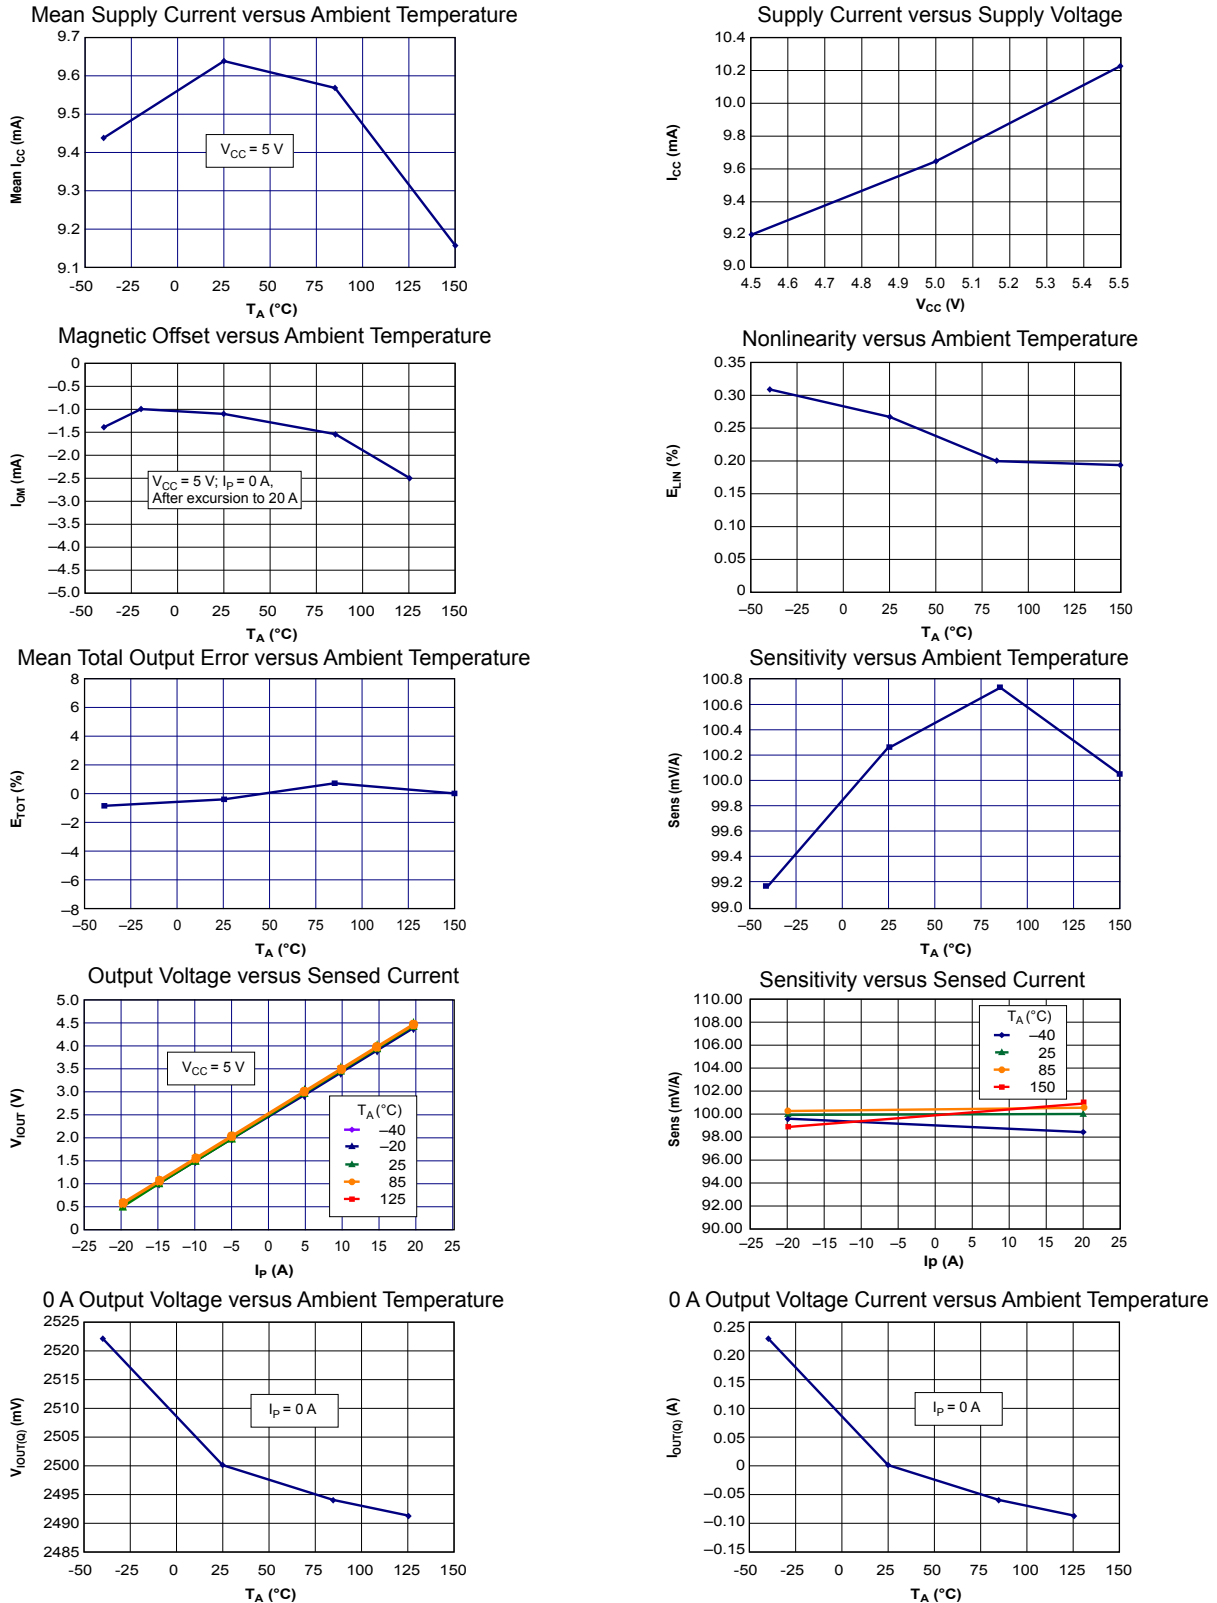 Mean Supply Current versus Ambient Temperature
9.7
9.6
9.5
9.4
9.3
9.2
9.1
Mean ICC (mA)
VCC = 5 V
-50 -25 0 25 50 75 100 125 150
TA (°C)
Supply Current versus Supply Voltage
10.4
10.2
10.0
9.8
9.6
9.4
9.2
9.0
ICC (mA)
4.5 4.6 4.7 4.8 4.9 5.0 5.1 5.2 5.3 5.4 5.5
VCC (V)
Magnetic Offset versus Ambient Temperature
0
–0.5
–1.0
–1.5
–2.0
–2.5
–3.0
–3.5
–4.0
–4.5
–5.0
IOM (mA)
VCC = 5 V; IP = 0 A,
After excursion to 20 A
-50 -25 0 25 50 75 100 125 150
TA (°C)
Nonlinearity versus Ambient Temperature
0.35
0.30
0.25
0.20
0.15
0.10
0.05
0
ELIN (%)
–50 –25 0 25 50 75 100 125 150
TA (°C)
Mean Total Output Error versus Ambient Temperature
8
6
4
2
0
–2
–4
–6
–8
ETOT (%)
–50 –25 0 25 50 75 100 125 150
TA (°C)
Sensitivity versus Ambient Temperature
100.8
100.6
100.4
100.2
100.0
99.8
99.6
99.4
99.2
99.0
Sens (mV/A)
–50 –25 0 25 50 75 100 125 150
TA (°C)
Output Voltage versus Sensed Current
5.0
4.5
4.0
3.5
3.0
2.5
2.0
1.5
1.0
0.5
0
VIOUT (V)
VCC = 5 V
TA (°C)
–40
–20
25
85
125
–25 –20 –15 –10 –5 0 5 10 15 20 25
IP (A)
Sensitivity versus Sensed Current
110.00
108.00
106.00
104.00
102.00
100.00
98.00
96.00
94.00
92.00
90.00
Sens (mV/A)
TA (°C)
–40
25
85
150
–25 –20 –15 –10 –5 0 5 10 15 20 25
Ip (A)
0 A Output Voltage versus Ambient Temperature
2525
2520
2515
2510
2505
2500
2495
2490
2485
VIOUT(Q) (mV)
IP = 0 A
-50 -25 0 25 50 75 100 125 150
TA (°C)
0 A Output Voltage Current versus Ambient Temperature
0.25
0.20
0.15
0.10
0.05
0
–0.05
–0.10
–0.15
IOUT(Q) (A)
IP = 0 A
-50 -25 0 25 50 75 100 125 150
TA (°C)